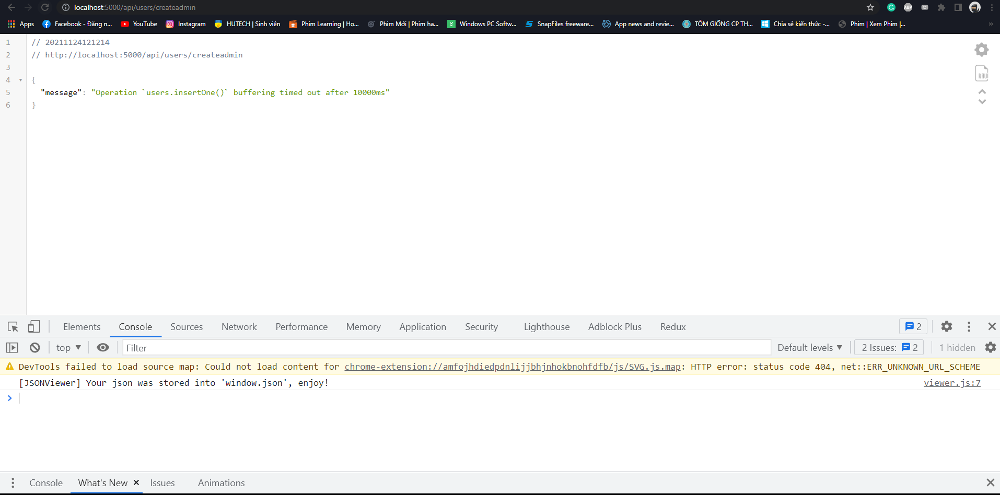 localhost:5000/api/users/createadmin
Apps Facebook - Đăng n... YouTube Instagram HUTECH | Sinh viên Phim Learning | Họ... Phim Mới | Phim ha... Windows PC Softw... SnapFiles freeware... App news and revie... TÔM GIỐNG CP TH... Chia sẻ kiến thức -... Phim | Xem Phim |... »
1 // 20211124121214
2 // http://localhost:5000/api/users/createadmin
3
4 {
5 "message": "Operation `users.insertOne()` buffering timed out after 10000ms"
6 }
RAW
Elements Console Sources Network Performance Memory Application Security Lighthouse Adblock Plus Redux 2
top Filter Default levels 2 Issues: 2 1 hidden
DevTools failed to load source map: Could not load content for chrome-extension://amfojhdiedpdnlijjbhjnhokbnohfdfb/js/SVG.js.map: HTTP error: status code 404, net::ERR_UNKNOWN_URL_SCHEME
[JSONViewer] Your json was stored into 'window.json', enjoy! viewer.js:7
Console What's New Issues Animations